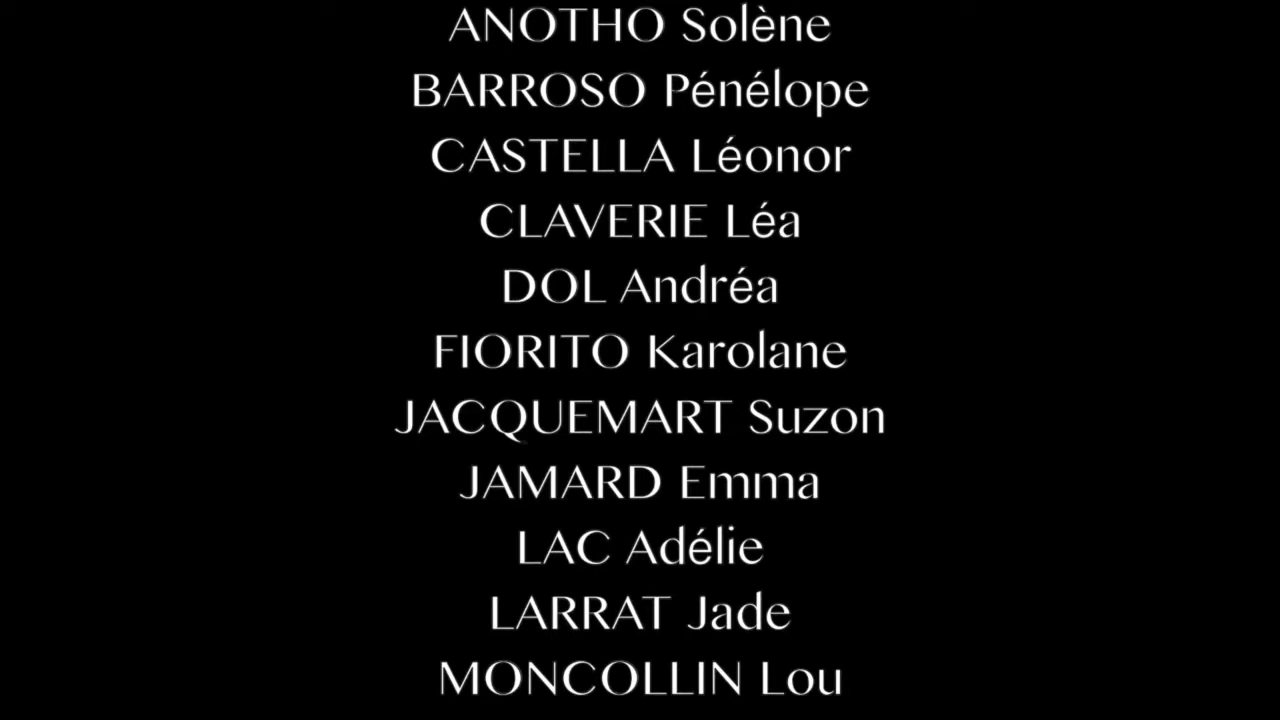 ANOTHO Solène
BARROSO Pénélope
CASTELLA Léonor
CLAVERIE Léa
DOL Andréa
FIORITO Karolane
JACQUEMART Suzon
JAMARD Emma
LAC Adélie
LARRAT Jade
MONCOLLIN Lou